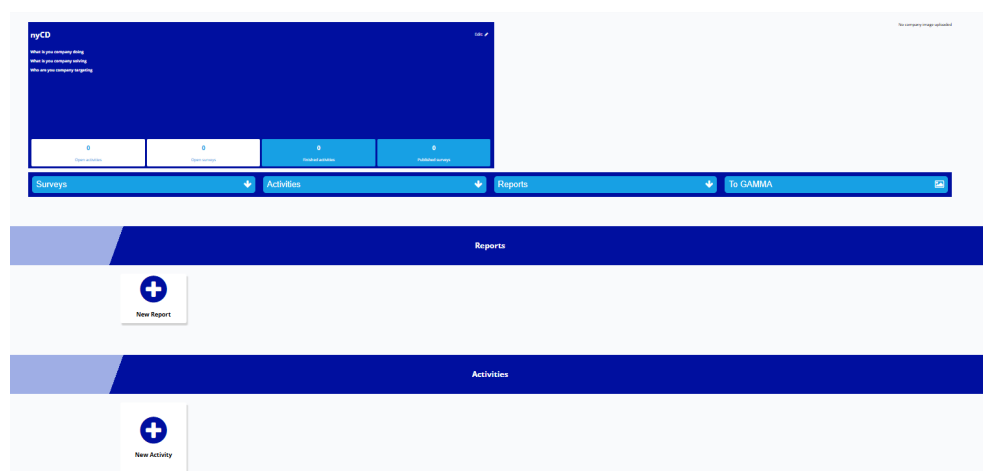 No company image uploaded
nyCD
Edit
What is you company doing
What is you company solving
Who are you company targeting
0
Open activities
0
Open surveys
0
Finished activities
0
Published surveys
Surveys
Activities
Reports
To GAMMA
Reports
New Report
Activities
New Activity